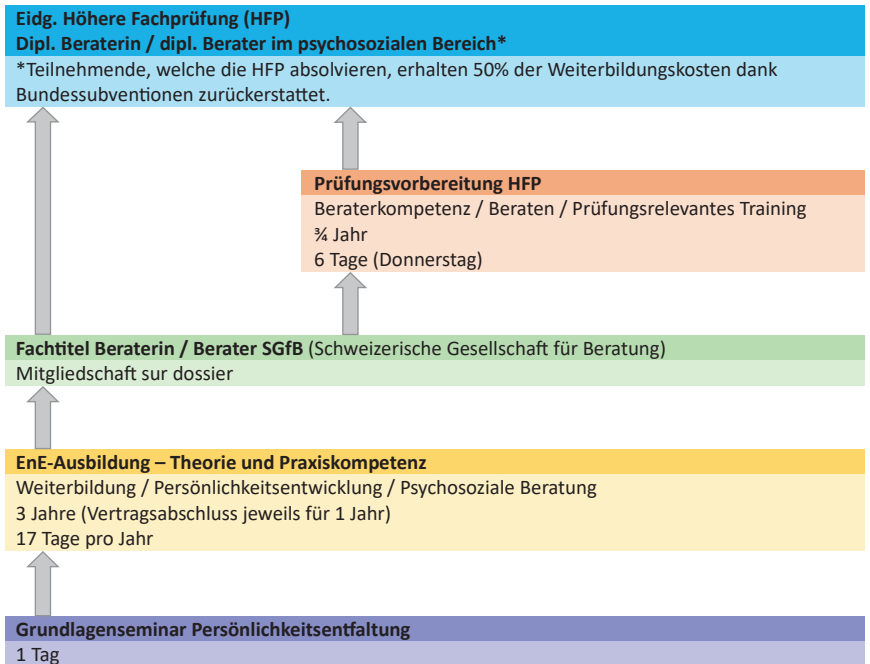 Eidg. Höhere Fachprüfung (HFP)
Dipl. Beraterin / dipl. Berater im psychosozialen Bereich*
*Teilnehmende, welche die HFP absolvieren, erhalten 50% der Weiterbildungskosten dank
Bundessubventionen zurückerstattet.
Prüfungsvorbereitung HFP
Beraterkompetenz / Beraten / Prüfungsrelevantes Training
¾ Jahr
6 Tage (Donnerstag)
Fachtitel Beraterin / Berater SGfB (Schweizerische Gesellschaft für Beratung)
Mitgliedschaft sur dossier
EnE-Ausbildung – Theorie und Praxiskompetenz
Weiterbildung / Persönlichkeitsentwicklung / Psychosoziale Beratung
3 Jahre (Vertragsabschluss jeweils für 1 Jahr)
17 Tage pro Jahr
Grundlagenseminar Persönlichkeitsentfaltung
1 Tag